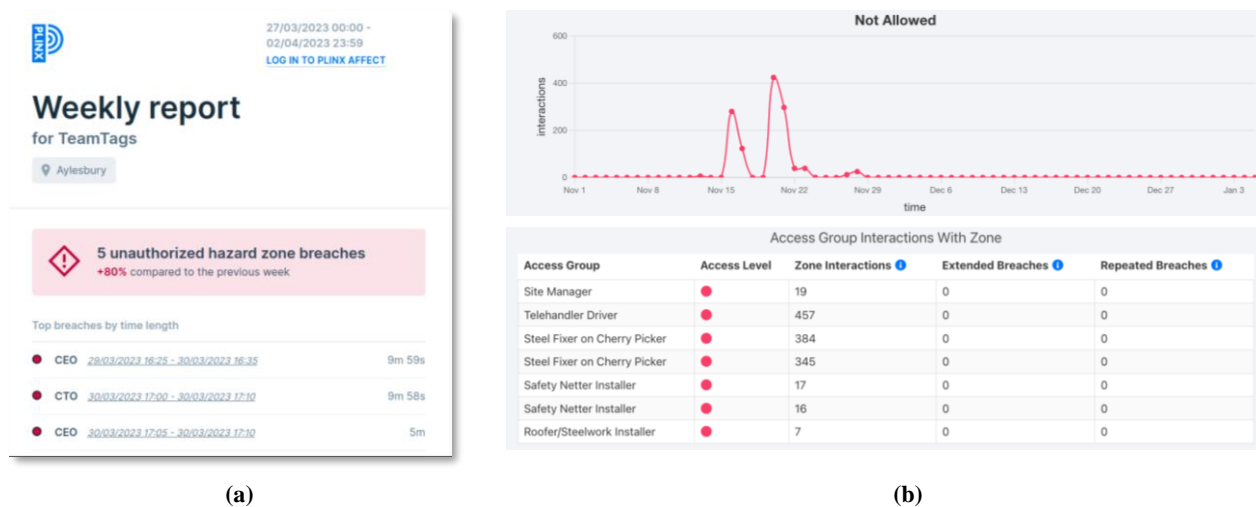 PLINX
27/03/2023 00:00 -
02/04/2023 23:59
LOG IN TO PLINX AFFECT
Weekly report
for TeamTags
Aylesbury
5 unauthorized hazard zone breaches
+80% compared to the previous week
Top breaches by time length
CEO 29/03/2023 16:25 - 30/03/2023 16:35 9m 59s
CTO 30/03/2023 17:00 - 30/03/2023 17:10 9m 58s
CEO 30/03/2023 17:05 - 30/03/2023 17:10 5m
(a)
Not Allowed
600
400
200
0
interactions
Nov 1 Nov 8 Nov 15 Nov 22 Nov 29 Dec 6 Dec 13 Dec 20 Dec 27 Jan 3
time
Access Group Interactions With Zone
Access Group Access Level Zone Interactions Extended Breaches Repeated Breaches
Site Manager 19 0 0
Telehandler Driver 457 0 0
Steel Fixer on Cherry Picker 384 0 0
Steel Fixer on Cherry Picker 345 0 0
Safety Netter Installer 17 0 0
Safety Netter Installer 16 0 0
Roofer/Steelwork Installer 7 0 0
(b)